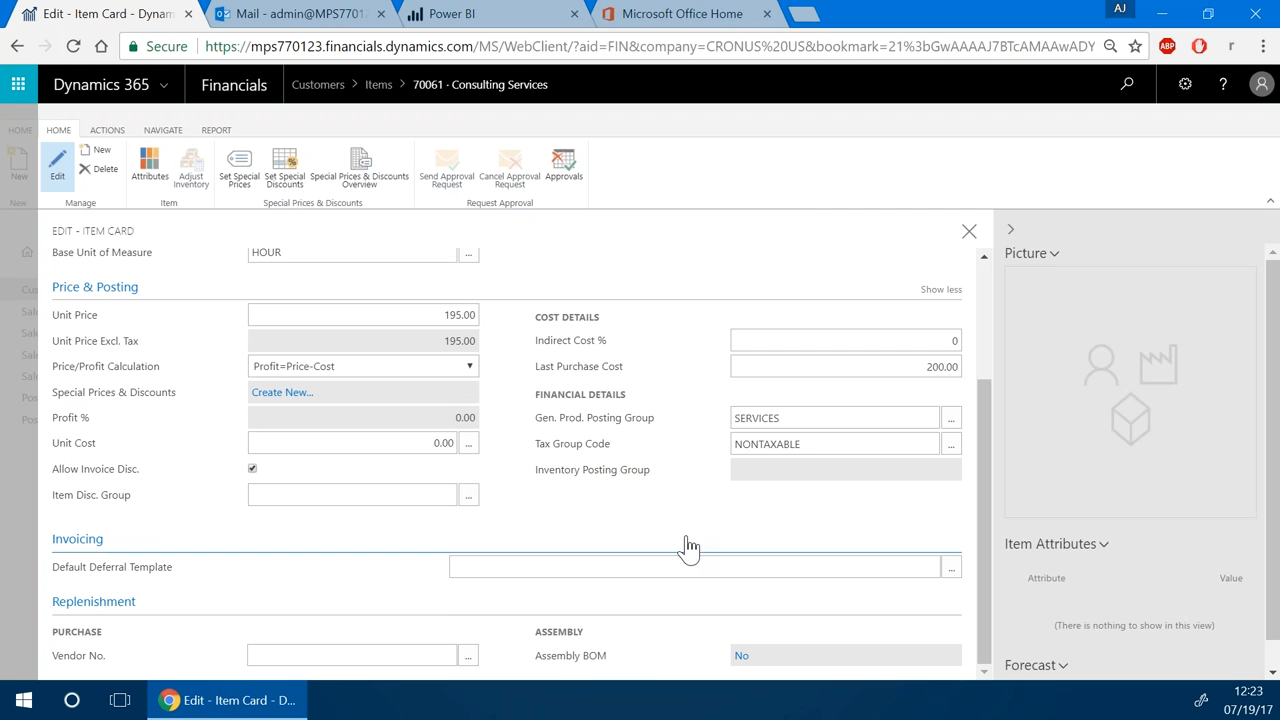 Edit - Item Card - Dynam
Mail - admin@MPS7701
Power BI
Microsoft Office Home
AJ
Secure
https://mps770123.financials.dynamics.com/MS/WebClient/?aid=FIN&company=CRONUS%20US&bookmark=21%3bGwAAAAJ7BTcAMAAwADY
ABP
r
Dynamics 365
Financials
Customers > Items > 70061 · Consulting Services
?
HOME
HOME
ACTIONS
NAVIGATE
REPORT
New
New
Edit
New
Delete
Manage
Attributes
Adjust Inventory
Item
Set Special Prices
Set Special Discounts
Special Prices & Discounts Overview
Special Prices & Discounts
Send Approval Request
Cancel Approval Request
Approvals
Request Approval
EDIT - ITEM CARD
Base Unit of Measure HOUR ...
Price & Posting
Show less
Unit Price 195.00
Unit Price Excl. Tax 195.00
Price/Profit Calculation Profit=Price-Cost
Special Prices & Discounts Create New...
Profit % 0.00
Unit Cost 0.00 ...
Allow Invoice Disc.
Item Disc. Group ...
COST DETAILS
Indirect Cost % 0
Last Purchase Cost 200.00
FINANCIAL DETAILS
Gen. Prod. Posting Group SERVICES ...
Tax Group Code NONTAXABLE ...
Inventory Posting Group
Invoicing
Default Deferral Template ...
Replenishment
PURCHASE
Vendor No. ...
ASSEMBLY
Assembly BOM No
Picture
Item Attributes
Attribute Value
(There is nothing to show in this view)
Forecast
Edit - Item Card - D...
12:23
07/19/17